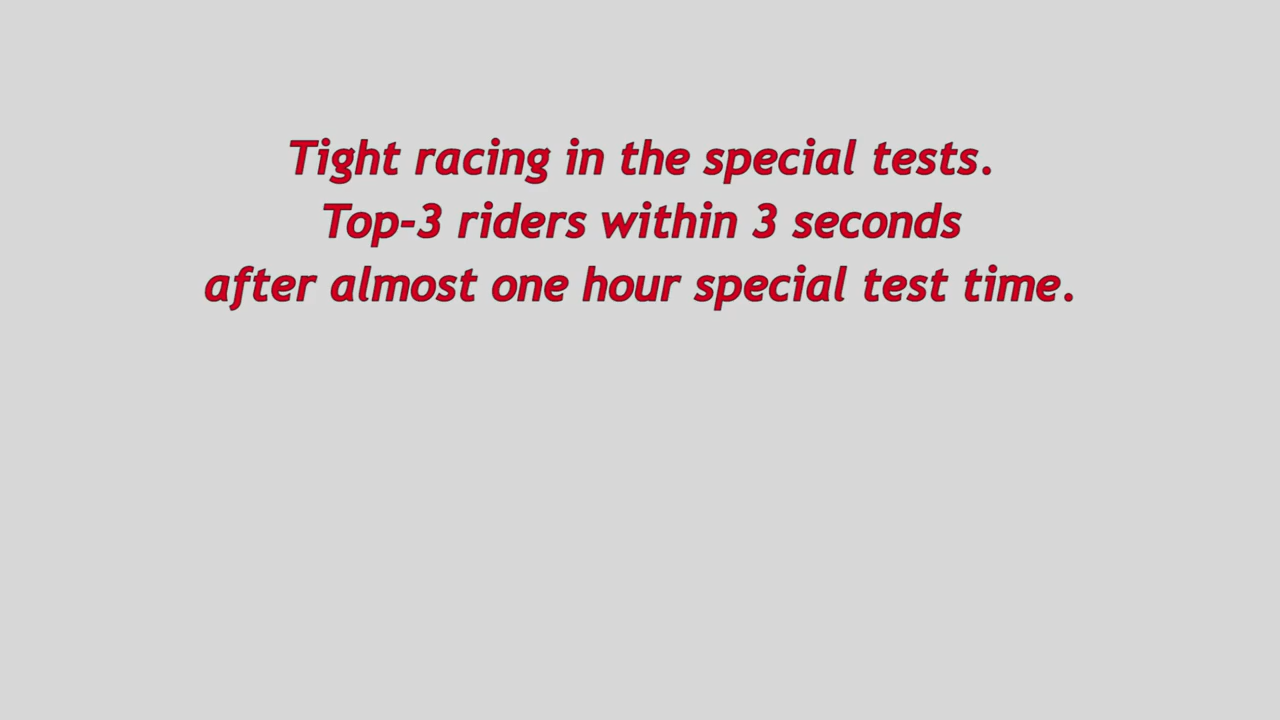 Tight racing in the special tests.
Top-3 riders within 3 seconds
after almost one hour special test time.